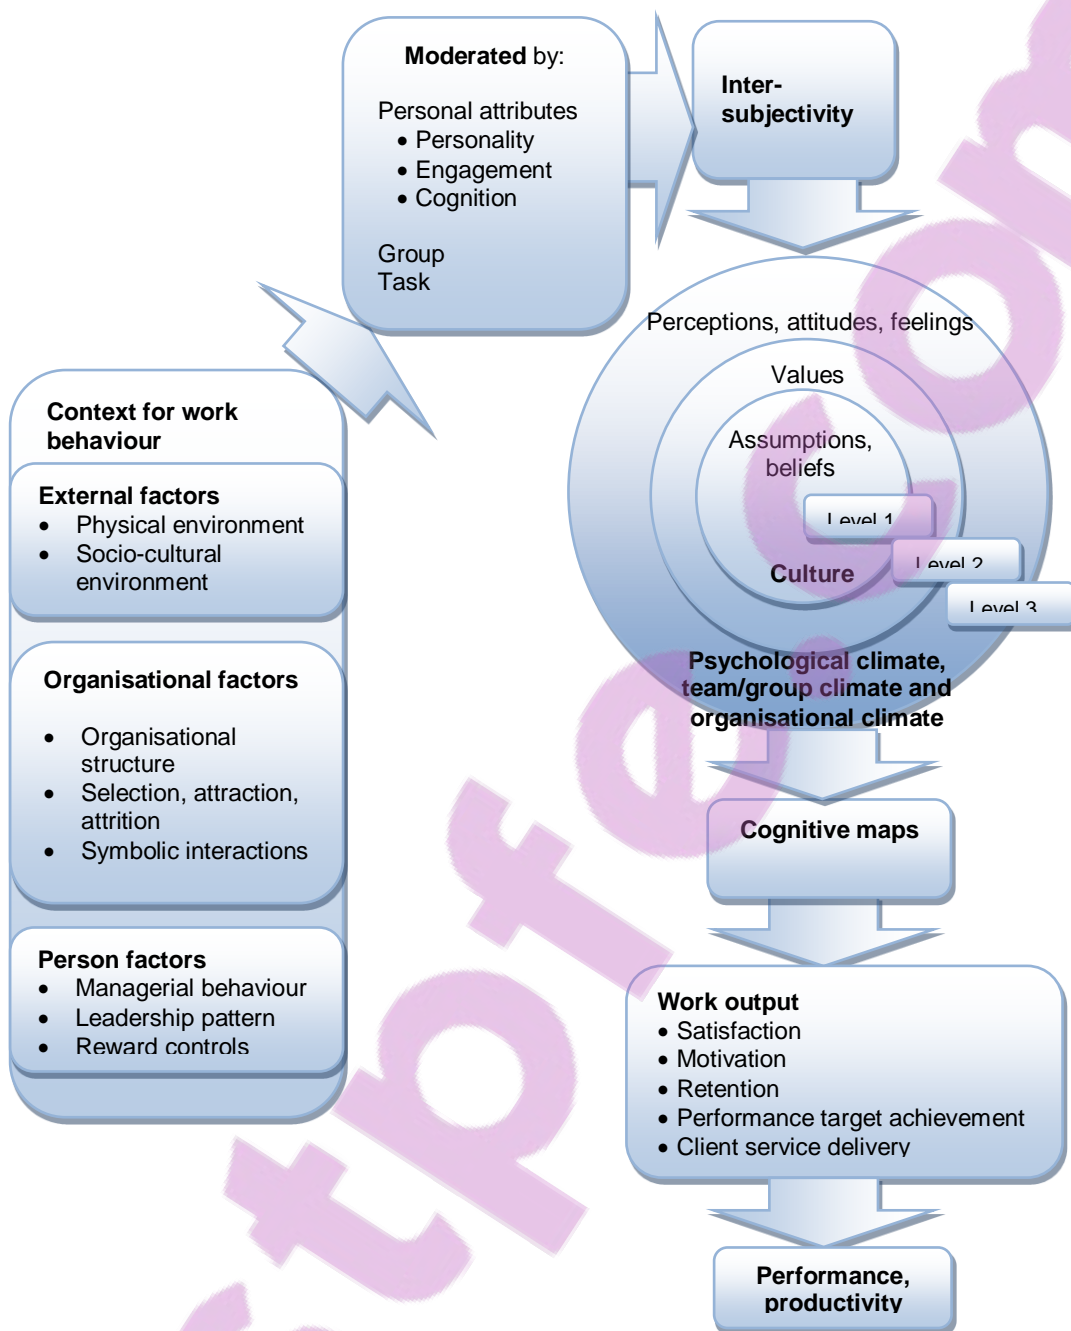 Moderated by:
Personal attributes
• Personality
• Engagement
• Cognition
Group
Task
Inter-
subjectivity
Context for work
behaviour
External factors
• Physical environment
• Socio-cultural
environment
Organisational factors
• Organisational
structure
• Selection, attraction,
attrition
• Symbolic interactions
Person factors
• Managerial behaviour
• Leadership pattern
• Reward controls
Perceptions, attitudes, feelings
Values
Assumptions,
beliefs
Level 1
Level 2
Level 3
Culture
Psychological climate,
team/group climate and
organisational climate
Cognitive maps
Work output
• Satisfaction
• Motivation
• Retention
• Performance target achievement
• Client service delivery
Performance,
productivity